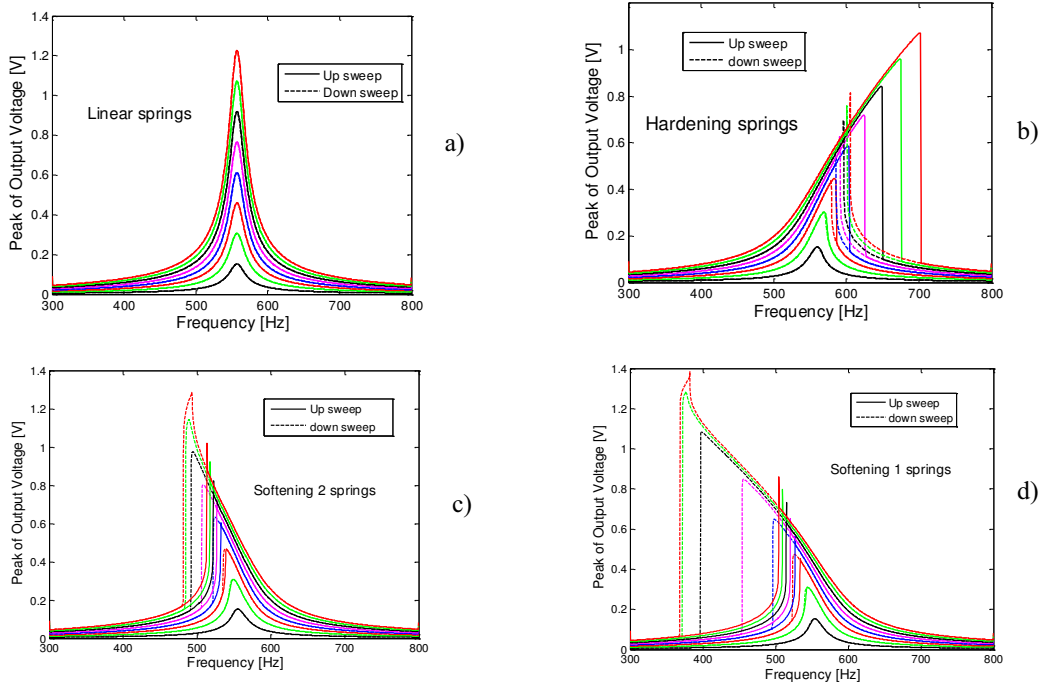 1.4
1.2
1
0.8
0.6
0.4
0.2
0
300 400 500 600 700 800
Peak of Output Voltage [V]
Frequency [Hz]
Up sweep
Down sweep
Linear springs
a)
1
0.8
0.6
0.4
0.2
0
300 400 500 600 700 800
Peak of Output Voltage [V]
Frequency [Hz]
Up sweep
down sweep
Hardening springs
b)
1.4
1.2
1
0.8
0.6
0.4
0.2
0
300 400 500 600 700 800
Peak of Output Voltage [V]
Frequency [Hz]
Up sweep
down sweep
Softening 2 springs
c)
1.4
1.2
1
0.8
0.6
0.4
0.2
0
300 400 500 600 700 800
Peak of Output Voltage [V]
Frequency [Hz]
Up sweep
down sweep
Softening 1 springs
d)